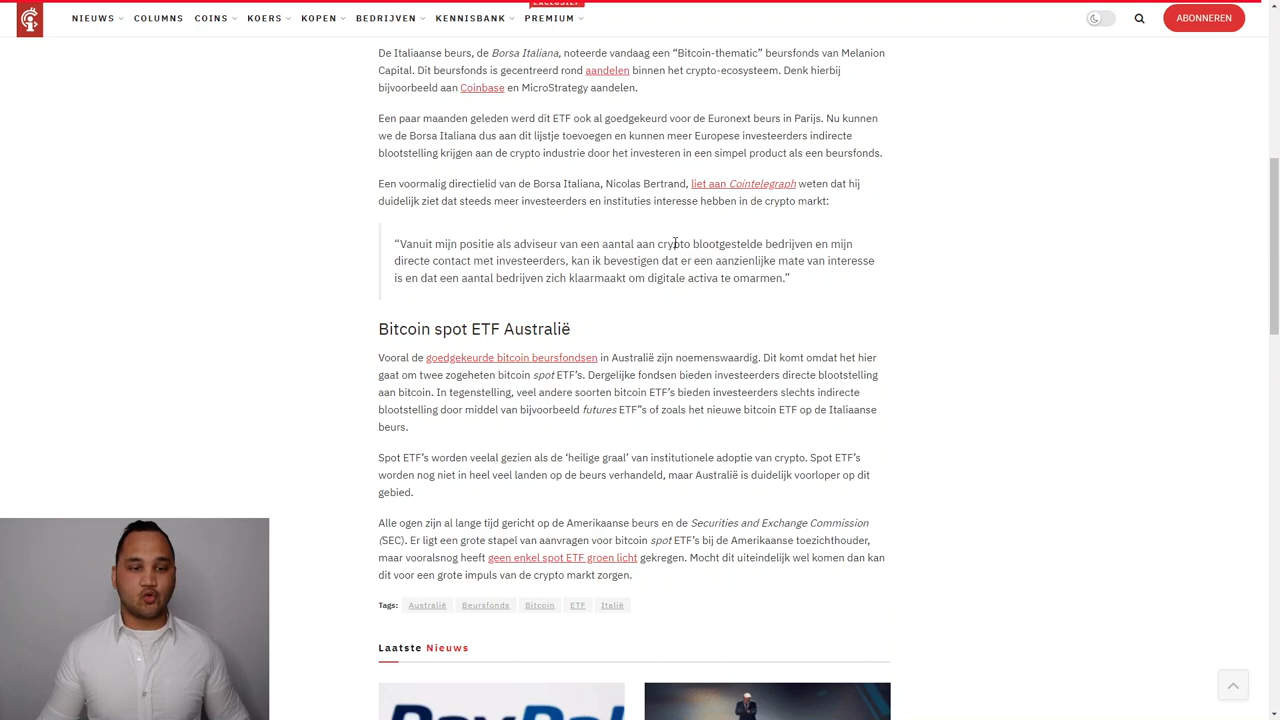 EXCLUSIEF
NIEUWS COLUMNS COINS KOERS KOPEN BEDRIJVEN KENNISBANK PREMIUM ABONNEREN
De Italiaanse beurs, de Borsa Italiana, noteerde vandaag een “Bitcoin-thematic” beursfonds van Melanion
Capital. Dit beursfonds is gecentreerd rond aandelen binnen het crypto-ecosysteem. Denk hierbij
bijvoorbeeld aan Coinbase en MicroStrategy aandelen.
Een paar maanden geleden werd dit ETF ook al goedgekeurd voor de Euronext beurs in Parijs. Nu kunnen
we de Borsa Italiana dus aan dit lijstje toevoegen en kunnen meer Europese investeerders indirecte
blootstelling krijgen aan de crypto industrie door het investeren in een simpel product als een beursfonds.
Een voormalig directielid van de Borsa Italiana, Nicolas Bertrand, liet aan Cointelegraph weten dat hij
duidelijk ziet dat steeds meer investeerders en instituties interesse hebben in de crypto markt:
“Vanuit mijn positie als adviseur van een aantal aan crypto blootgestelde bedrijven en mijn
directe contact met investeerders, kan ik bevestigen dat er een aanzienlijke mate van interesse
is en dat een aantal bedrijven zich klaarmaakt om digitale activa te omarmen.”
Bitcoin spot ETF Australië
Vooral de goedgekeurde bitcoin beursfondsen in Australië zijn noemenswaardig. Dit komt omdat het hier
gaat om twee zogeheten bitcoin spot ETF’s. Dergelijke fondsen bieden investeerders directe blootstelling
aan bitcoin. In tegenstelling, veel andere soorten bitcoin ETF’s bieden investeerders slechts indirecte
blootstelling door middel van bijvoorbeeld futures ETF”s of zoals het nieuwe bitcoin ETF op de Italiaanse
beurs.
Spot ETF’s worden veelal gezien als de ‘heilige graal’ van institutionele adoptie van crypto. Spot ETF’s
worden nog niet in heel veel landen op de beurs verhandeld, maar Australië is duidelijk voorloper op dit
gebied.
Alle ogen zijn al lange tijd gericht op de Amerikaanse beurs en de Securities and Exchange Commission
(SEC). Er ligt een grote stapel van aanvragen voor bitcoin spot ETF’s bij de Amerikaanse toezichthouder,
maar vooralsnog heeft geen enkel spot ETF groen licht gekregen. Mocht dit uiteindelijk wel komen dan kan
dit voor een grote impuls van de crypto markt zorgen.
Tags: Australië Beursfonds Bitcoin ETF Italië
Laatste Nieuws
PayPal